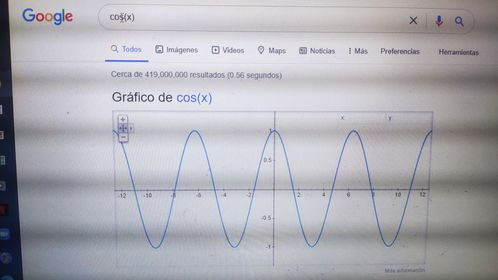 Google
cos(x)
Todos Imágenes Videos Maps Noticias Más Preferencias Herramientas
Cerca de 419,000,000 resultados (0.56 segundos)
Gráfico de cos(x)
x: y:
1
0.5
-12 -10 -8 -6 -4 -2 2 4 6 8 10 12
-0.5
-1
Más información